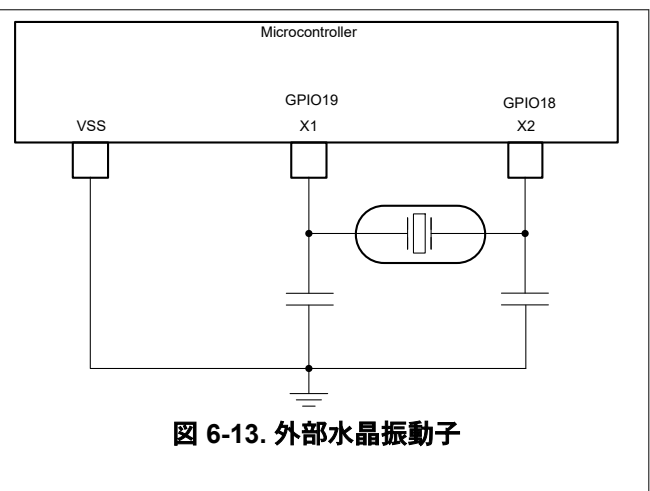 Microcontroller
GPIO19
GPIO18
VSS
X1
X2
図 6-13. 外部水晶振動子